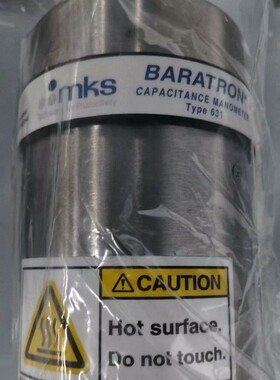 mks
BARATRON®
CAPACITANCE MANOMETER
Type 631
CAUTION
Hot surface.
Do not touch.